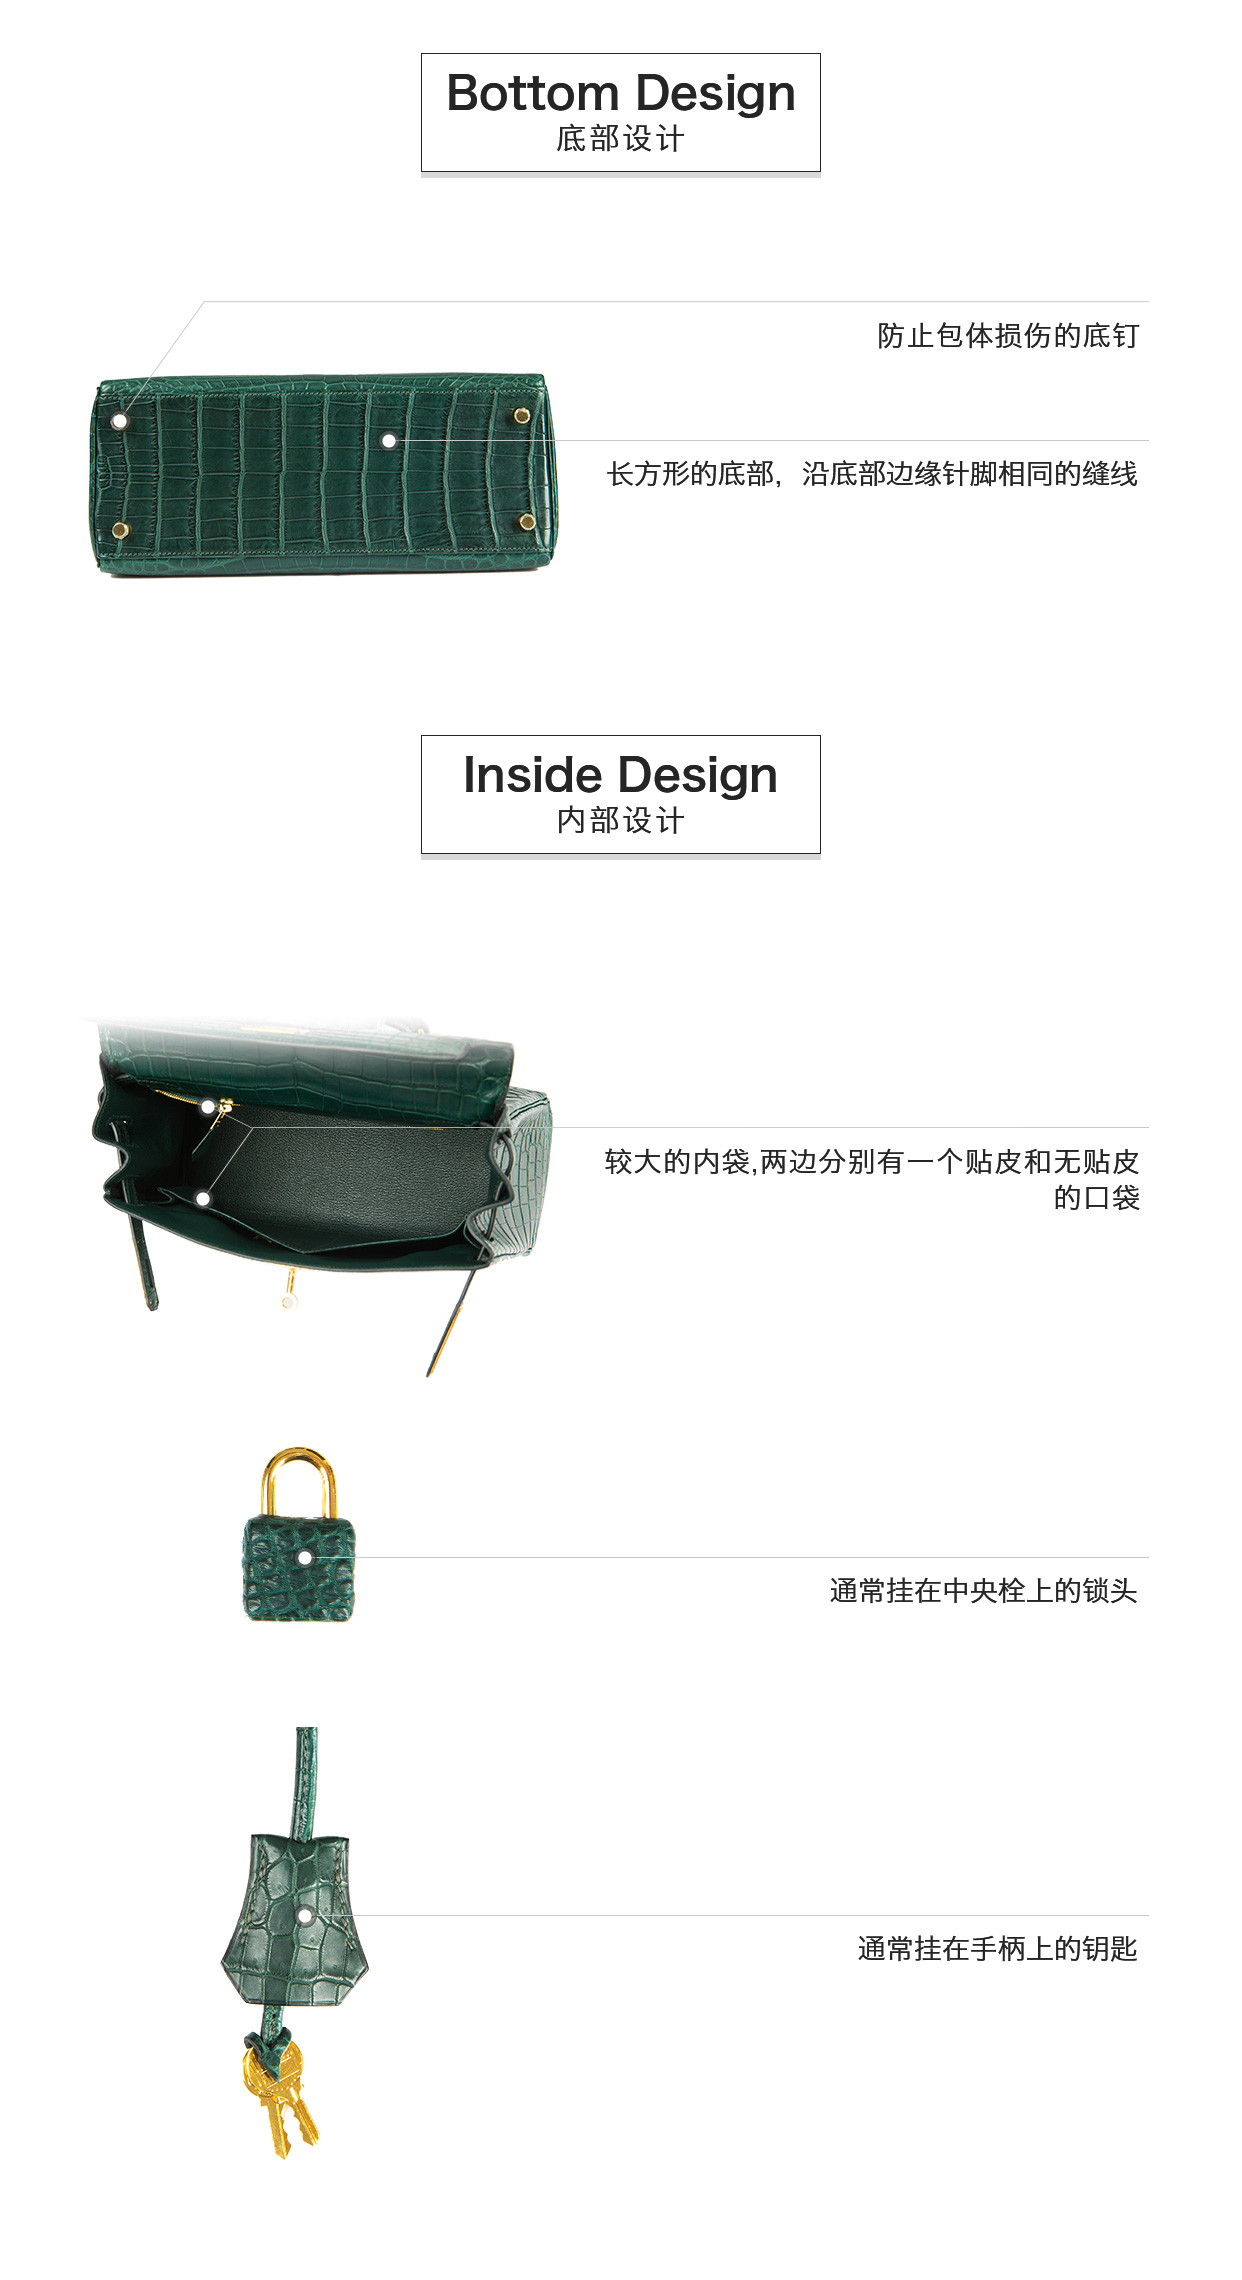 Bottom Design
底部设计
防止包体损伤的底钉
长方形的底部，沿底部边缘针脚相同的缝线
Inside Design
内部设计
较大的内袋,两边分别有一个贴皮和无贴皮
的口袋
通常挂在中央栓上的锁头
通常挂在手柄上的钥匙